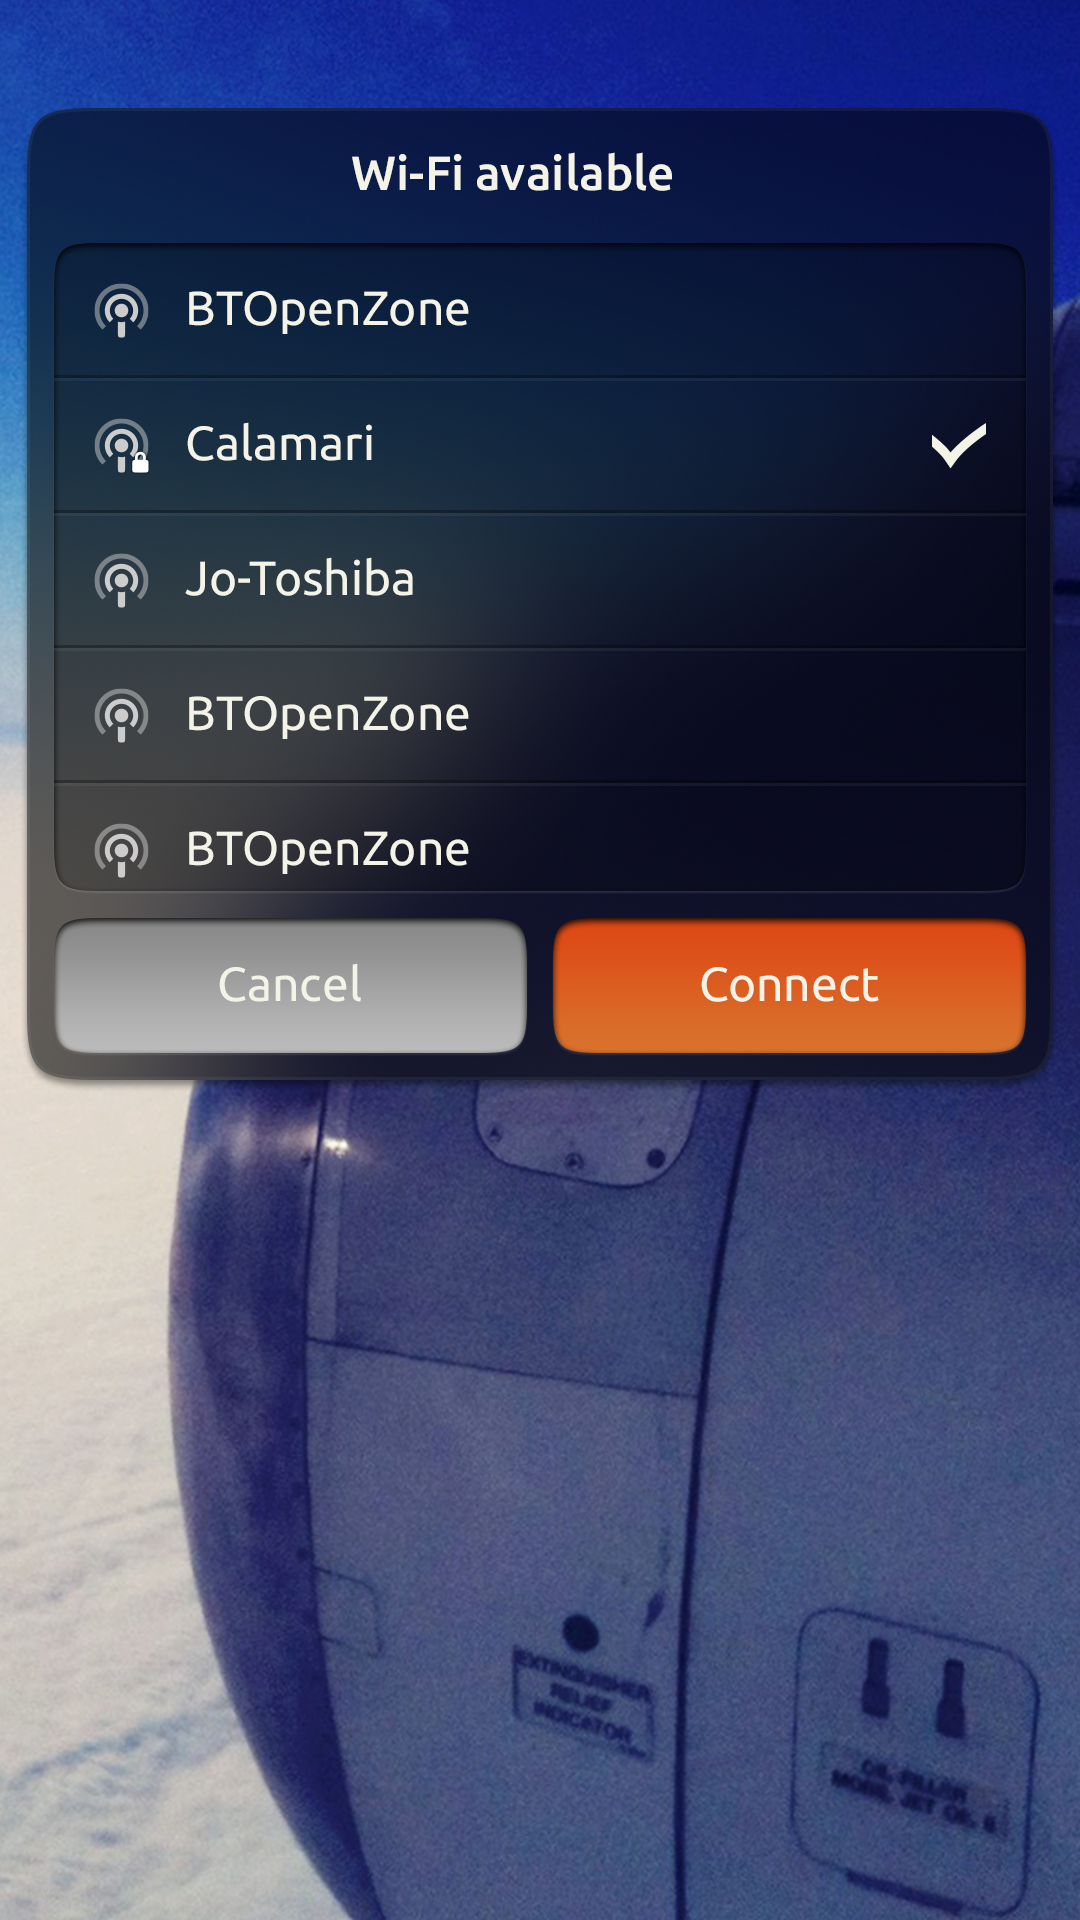 Wi-Fi available
BTOpenZone
Calamari
Jo-Toshiba
BTOpenZone
BTOpenZone
Cancel
Connect
EXTINGUISHER
RELIEF
INDICATOR
OIL FILLER
MOBIL JET OIL II